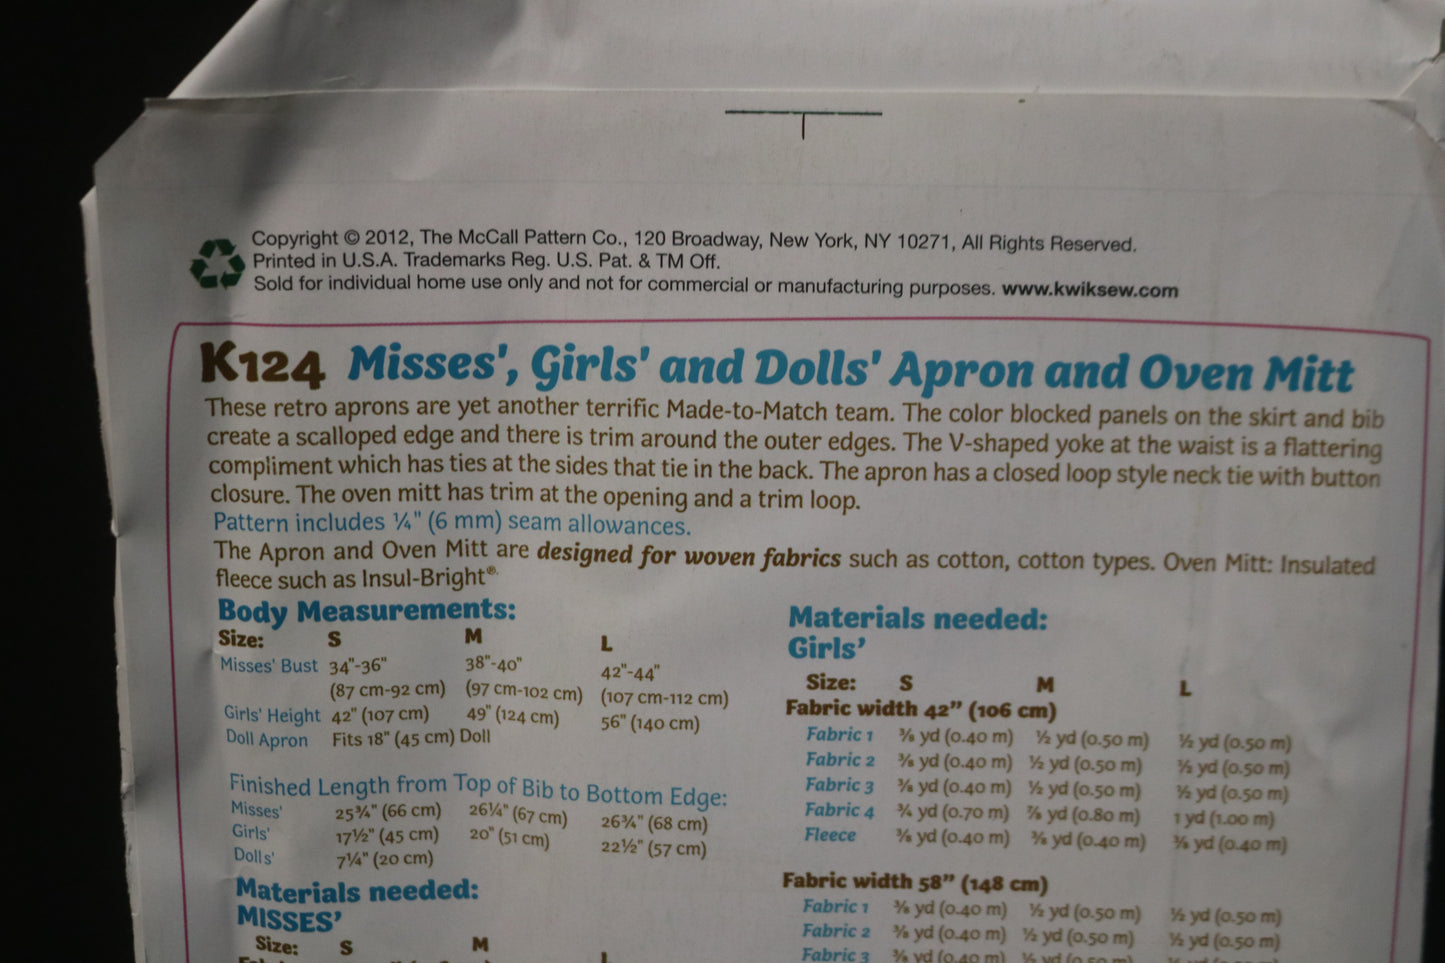 Copyright © 2012, The McCall Pattern Co., 120 Broadway, New York, NY 10271, All Rights Reserved.
Printed in U.S.A. Trademarks Reg. U.S. Pat. & TM Off.
Sold for individual home use only and not for commercial or manufacturing purposes. www.kwiksew.com
K124 Misses', Girls' and Dolls' Apron and Oven Mitt
These retro aprons are yet another terrific Made-to-Match team. The color blocked panels on the skirt and bib
create a scalloped edge and there is trim around the outer edges. The V-shaped yoke at the waist is a flattering
compliment which has ties at the sides that tie in the back. The apron has a closed loop style neck tie with button
closure. The oven mitt has trim at the opening and a trim loop.
Pattern includes ¼" (6 mm) seam allowances.
The Apron and Oven Mitt are designed for woven fabrics such as cotton, cotton types. Oven Mitt: Insulated
fleece such as Insul-Bright®.
Body Measurements:
Size: S M L
Misses' Bust 34"-36" 38"-40" 42"-44"
(87 cm-92 cm) (97 cm-102 cm) (107 cm-112 cm)
Girls' Height 42" (107 cm) 49" (124 cm) 56" (140 cm)
Doll Apron Fits 18" (45 cm) Doll
Finished Length from Top of Bib to Bottom Edge:
Misses' 25¾" (66 cm) 26¼" (67 cm) 26¾" (68 cm)
Girls' 17½" (45 cm) 20" (51 cm) 22½" (57 cm)
Dolls' 7¼" (20 cm)
Materials needed:
MISSES'
Size: S M L
Materials needed:
Girls'
Size: S M L
Fabric width 42" (106 cm)
Fabric 1 ⅜ yd (0.40 m) ½ yd (0.50 m) ½ yd (0.50 m)
Fabric 2 ⅜ yd (0.40 m) ½ yd (0.50 m) ½ yd (0.50 m)
Fabric 3 ⅜ yd (0.40 m) ½ yd (0.50 m) ½ yd (0.50 m)
Fabric 4 ¾ yd (0.70 m) ⅞ yd (0.80 m) 1 yd (1.00 m)
Fleece ⅜ yd (0.40 m) ⅜ yd (0.40 m) ⅜ yd (0.40 m)
Fabric width 58" (148 cm)
Fabric 1 ⅜ yd (0.40 m) ½ yd (0.50 m) ½ yd (0.50 m)
Fabric 2 ⅜ yd (0.40 m) ½ yd (0.50 m) ½ yd (0.50 m)
Fabric 3 ⅜ yd (0.40 m) ½ yd (0.50 m)